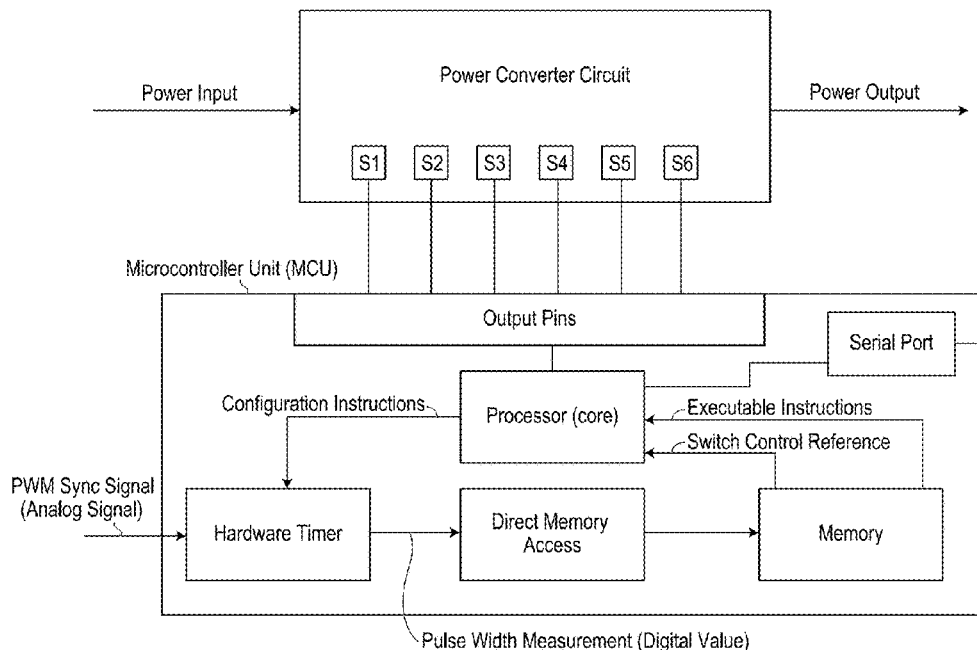 Power Converter Circuit
Power Input
Power Output
S1 S2 S3 S4 S5 S6
Microcontroller Unit (MCU)
Output Pins
Serial Port
Configuration Instructions
Processor (core)
Executable Instructions
Switch Control Reference
PWM Sync Signal
(Analog Signal)
Hardware Timer
Direct Memory
Access
Memory
Pulse Width Measurement (Digital Value)